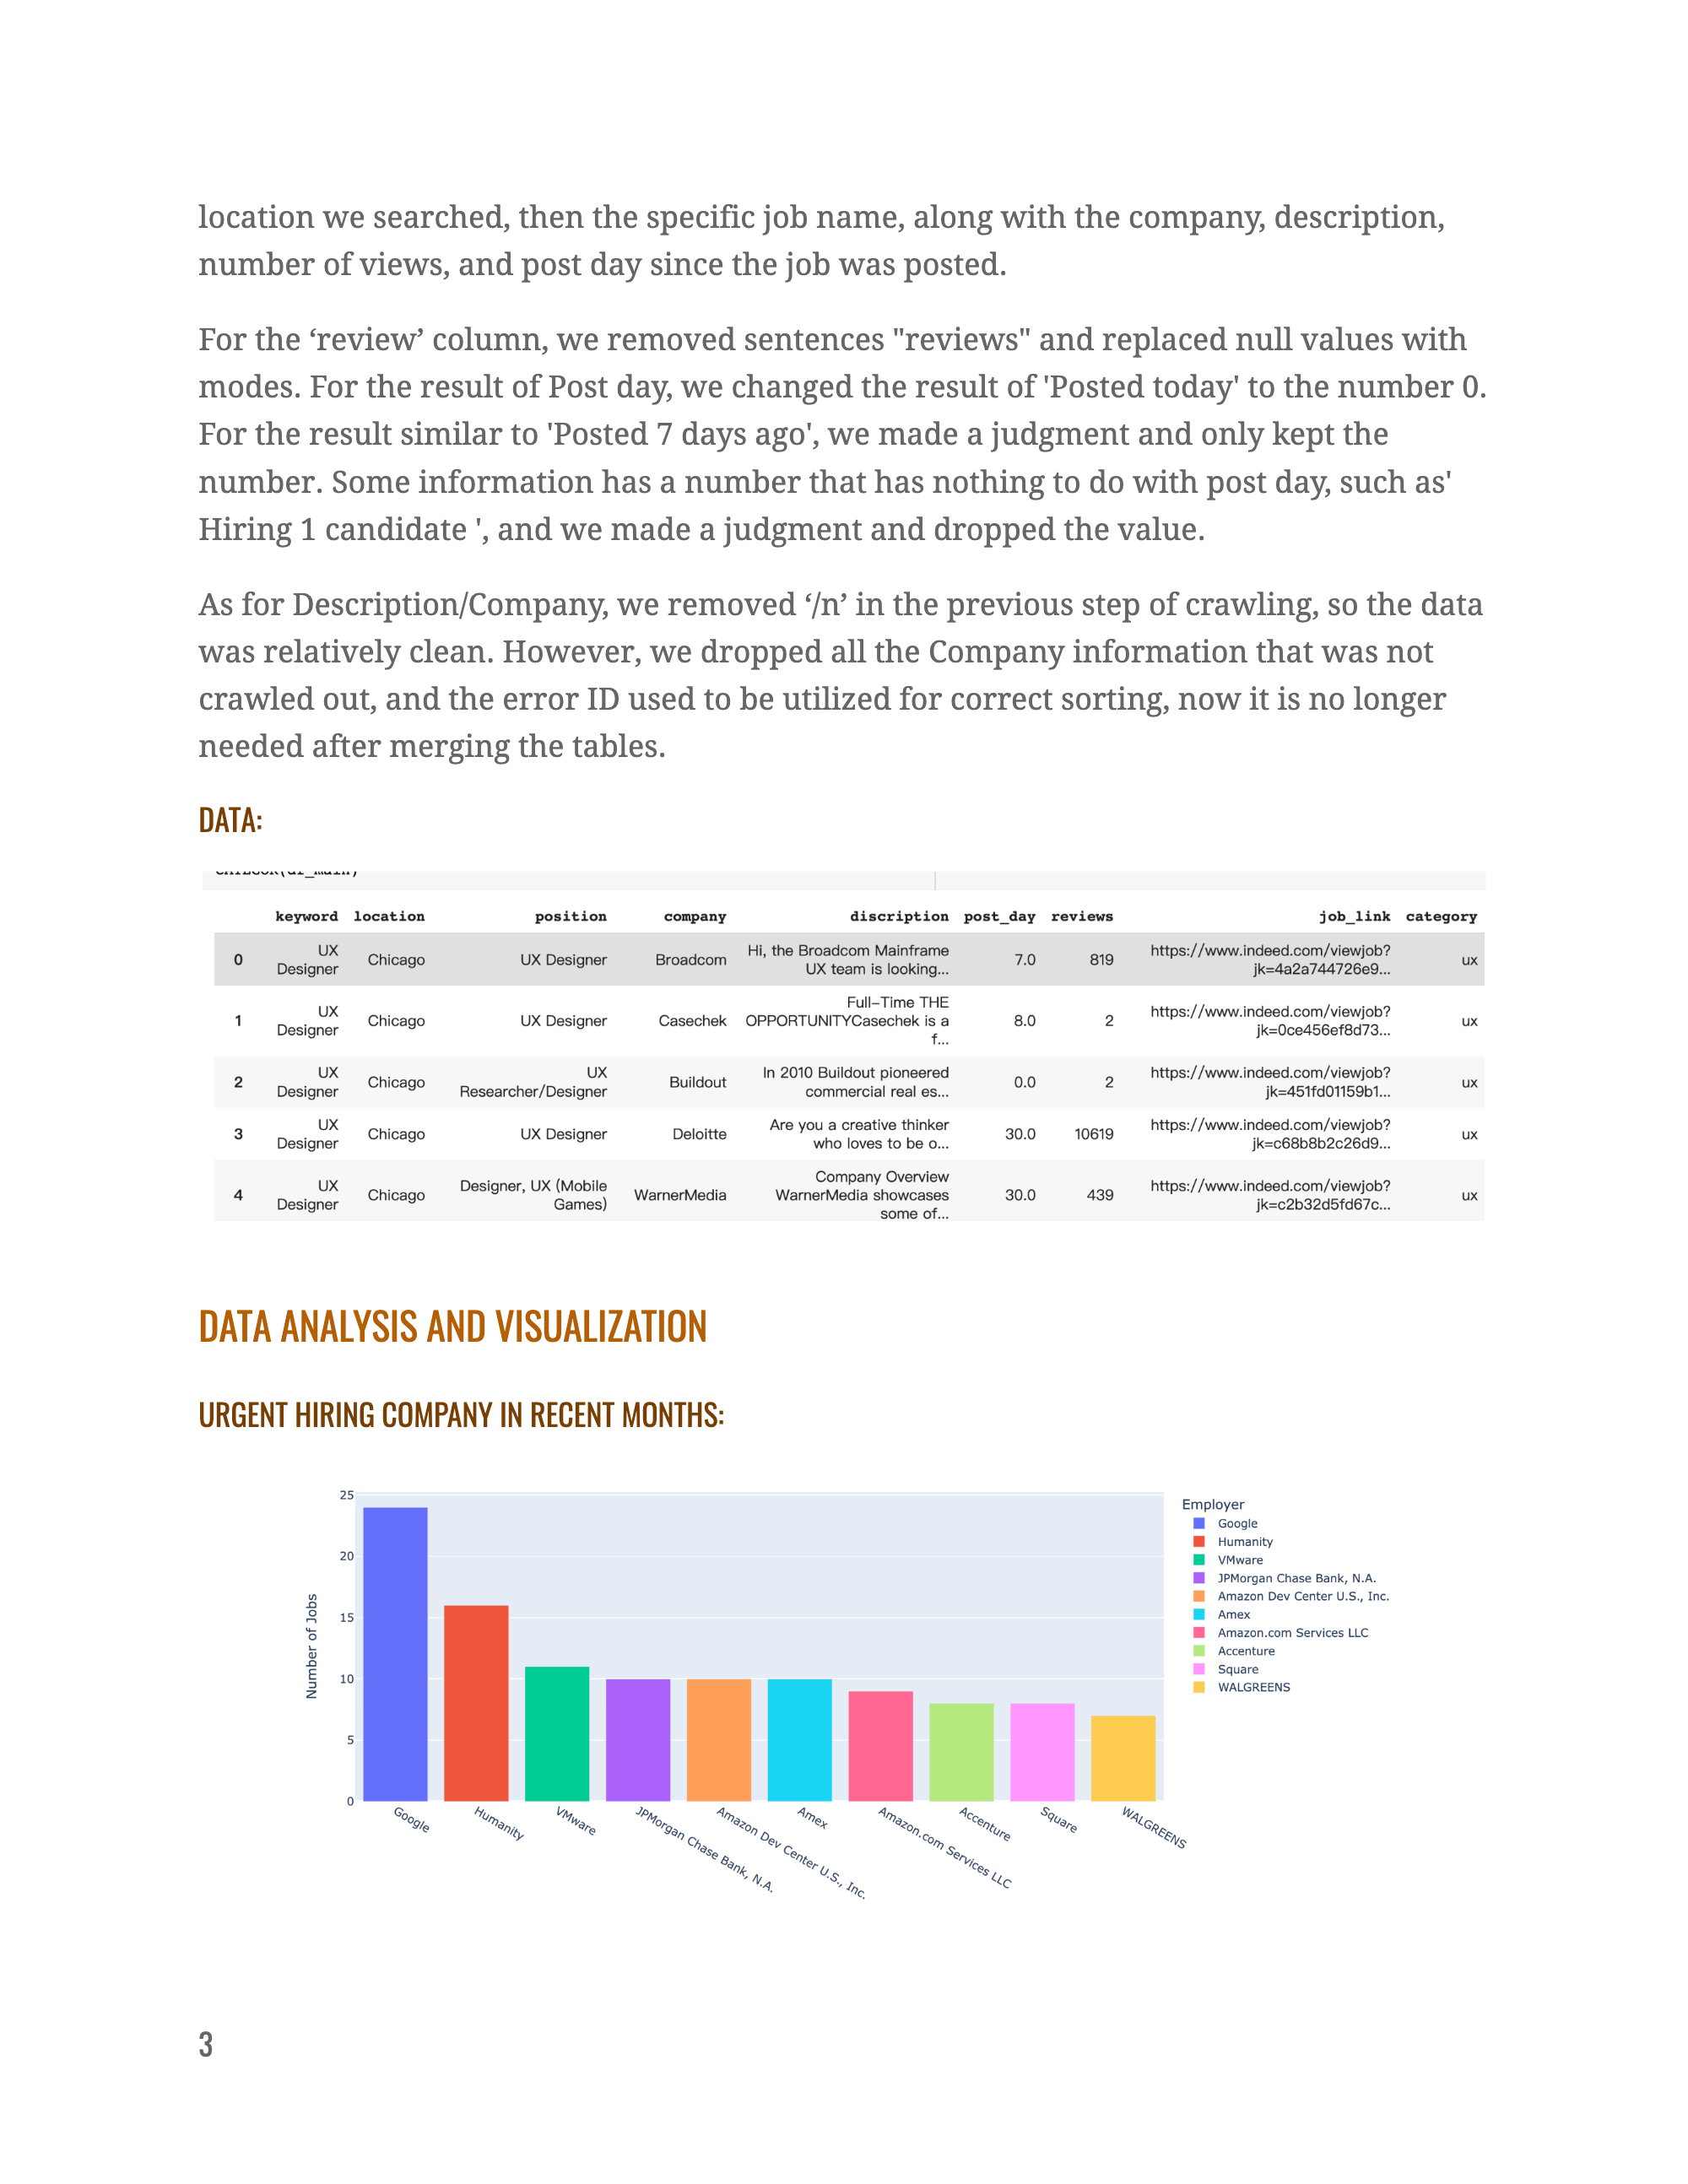 location we searched, then the specific job name, along with the company, description,
number of views, and post day since the job was posted.
For the ‘review’ column, we removed sentences "reviews" and replaced null values with
modes. For the result of Post day, we changed the result of 'Posted today' to the number 0.
For the result similar to 'Posted 7 days ago', we made a judgment and only kept the
number. Some information has a number that has nothing to do with post day, such as'
Hiring 1 candidate ', and we made a judgment and dropped the value.
As for Description/Company, we removed ‘/n’ in the previous step of crawling, so the data
was relatively clean. However, we dropped all the Company information that was not
crawled out, and the error ID used to be utilized for correct sorting, now it is no longer
needed after merging the tables.
DATA:
keyword location position company discription post_day reviews job_link category
0 UX Designer Chicago UX Designer Broadcom Hi, the Broadcom Mainframe UX team is looking... 7.0 819 https://www.indeed.com/viewjob?jk=4a2a744726e9... ux
1 UX Designer Chicago UX Designer Casechek Full-Time THE OPPORTUNITYCasechek is a f... 8.0 2 https://www.indeed.com/viewjob?jk=0ce456ef8d73... ux
2 UX Designer Chicago UX Researcher/Designer Buildout In 2010 Buildout pioneered commercial real es... 0.0 2 https://www.indeed.com/viewjob?jk=451fd01159b1... ux
3 UX Designer Chicago UX Designer Deloitte Are you a creative thinker who loves to be o... 30.0 10619 https://www.indeed.com/viewjob?jk=c68b8b2c26d9... ux
4 UX Designer Chicago Designer, UX (Mobile Games) WarnerMedia Company Overview WarnerMedia showcases some of... 30.0 439 https://www.indeed.com/viewjob?jk=c2b32d5fd67c... ux
DATA ANALYSIS AND VISUALIZATION
URGENT HIRING COMPANY IN RECENT MONTHS:
Number of Jobs
25
20
15
10
5
0
Google
Humanity
VMware
JPMorgan Chase Bank, N.A.
Amazon Dev Center U.S., Inc.
Amex
Amazon.com Services LLC
Accenture
Square
WALGREENS
Employer
Google
Humanity
VMware
JPMorgan Chase Bank, N.A.
Amazon Dev Center U.S., Inc.
Amex
Amazon.com Services LLC
Accenture
Square
WALGREENS
3